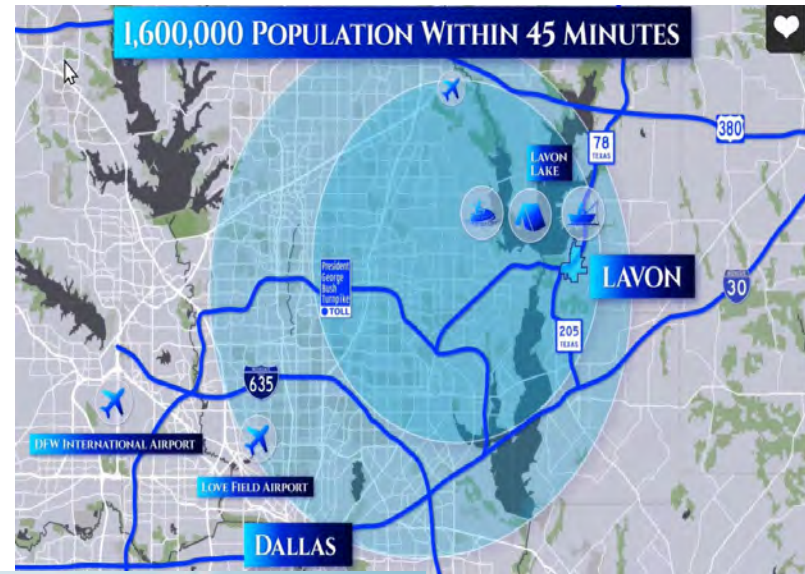 1,600,000 POPULATION WITHIN 45 MINUTES
380
78
TEXAS
LAVON
LAKE
LAVON
30
President
George
Bush
Turnpike
TOLL
205
TEXAS
635
DFW INTERNATIONAL AIRPORT
LOVE FIELD AIRPORT
DALLAS